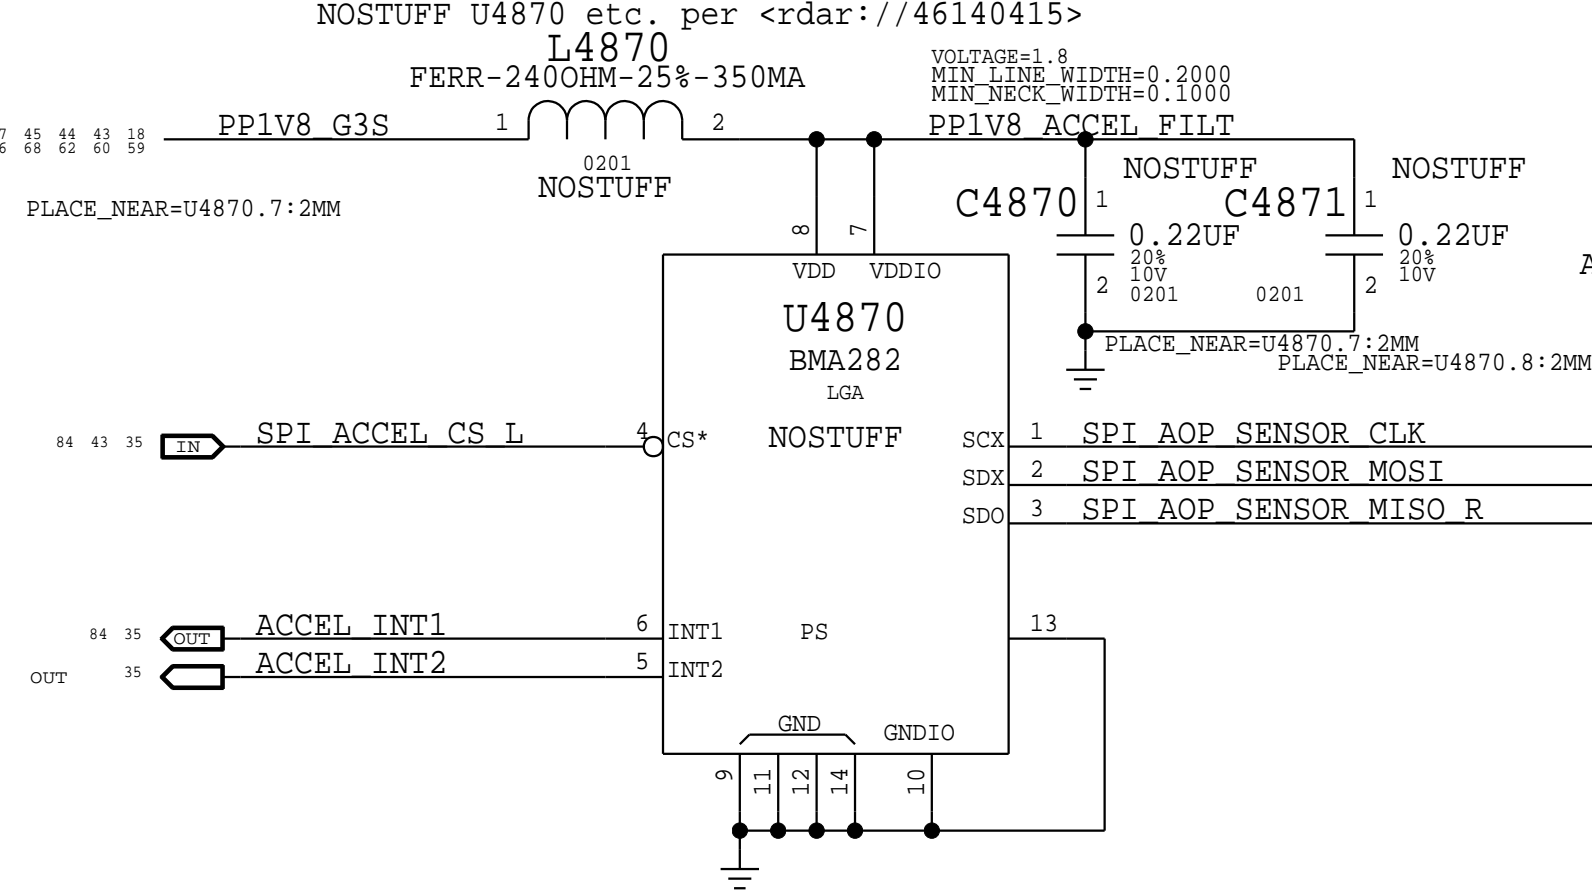 NOSTUFF U4870 etc. per <rdar://46140415>
L4870
FERR-240OHM-25%-350MA
VOLTAGE=1.8
MIN_LINE_WIDTH=0.2000
MIN_NECK_WIDTH=0.1000
7 45 44 43 18
6 68 62 60 59
PP1V8_G3S
1
2
PP1V8_ACCEL_FILT
0201
NOSTUFF
PLACE_NEAR=U4870.7:2MM
NOSTUFF
NOSTUFF
C4870
1
C4871
1
0.22UF
20%
10V
0201
2
0.22UF
20%
10V
0201
2
8
7
VDD
VDDIO
A
U4870
BMA282
LGA
NOSTUFF
PLACE_NEAR=U4870.7:2MM
PLACE_NEAR=U4870.8:2MM
84 43 35
IN
SPI_ACCEL_CS_L
4
CS*
SCX
1
SPI_AOP_SENSOR_CLK
SDX
2
SPI_AOP_SENSOR_MOSI
SDO
3
SPI_AOP_SENSOR_MISO_R
84 35
OUT
ACCEL_INT1
6
INT1
PS
13
OUT
35
ACCEL_INT2
5
INT2
GND
GNDIO
9
11
12
14
10